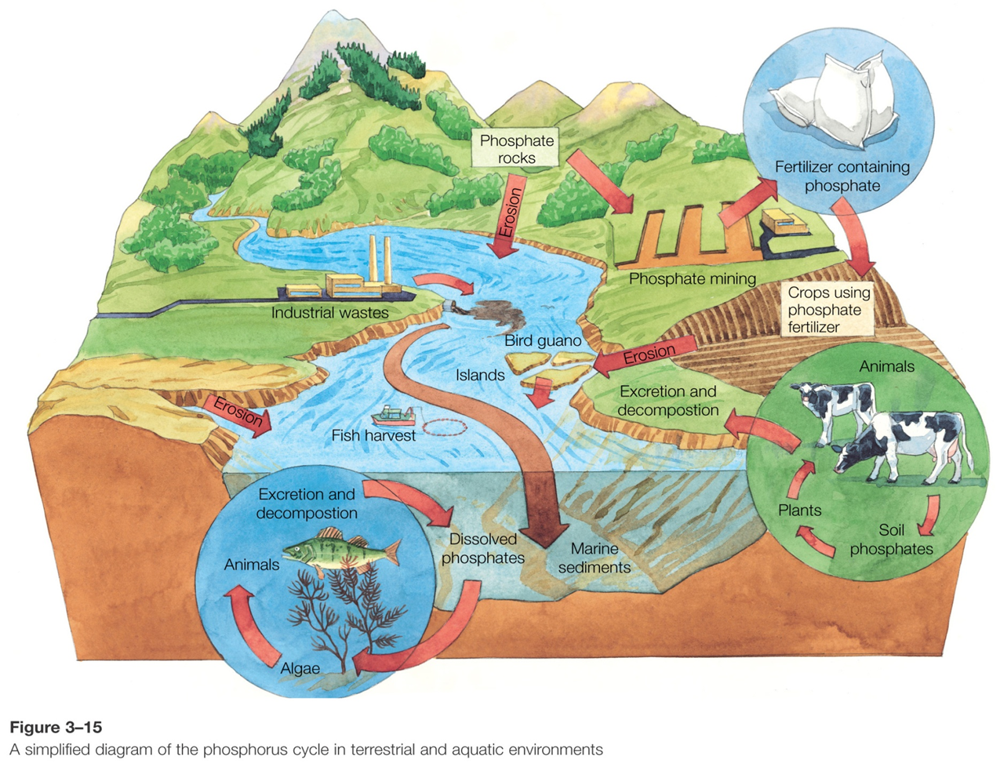 Phosphate
rocks
Fertilizer containing
phosphate
Erosion
Phosphate mining
Crops using
phosphate
fertilizer
Industrial wastes
Bird guano
Erosion
Islands
Animals
Excretion and
decompostion
Erosion
Fish harvest
Excretion and
decompostion
Plants
Soil
phosphates
Dissolved
phosphates
Marine
sediments
Animals
Algae
Figure 3–15
A simplified diagram of the phosphorus cycle in terrestrial and aquatic environments